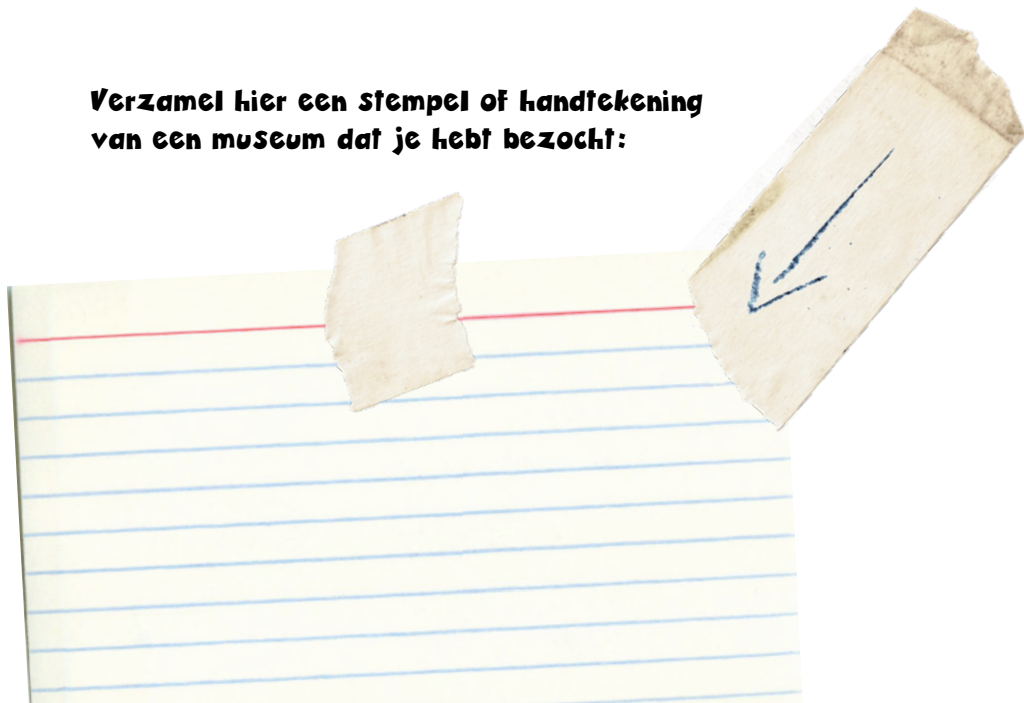 Verzamel hier een stempel of handtekening
van een museum dat je hebt bezocht: